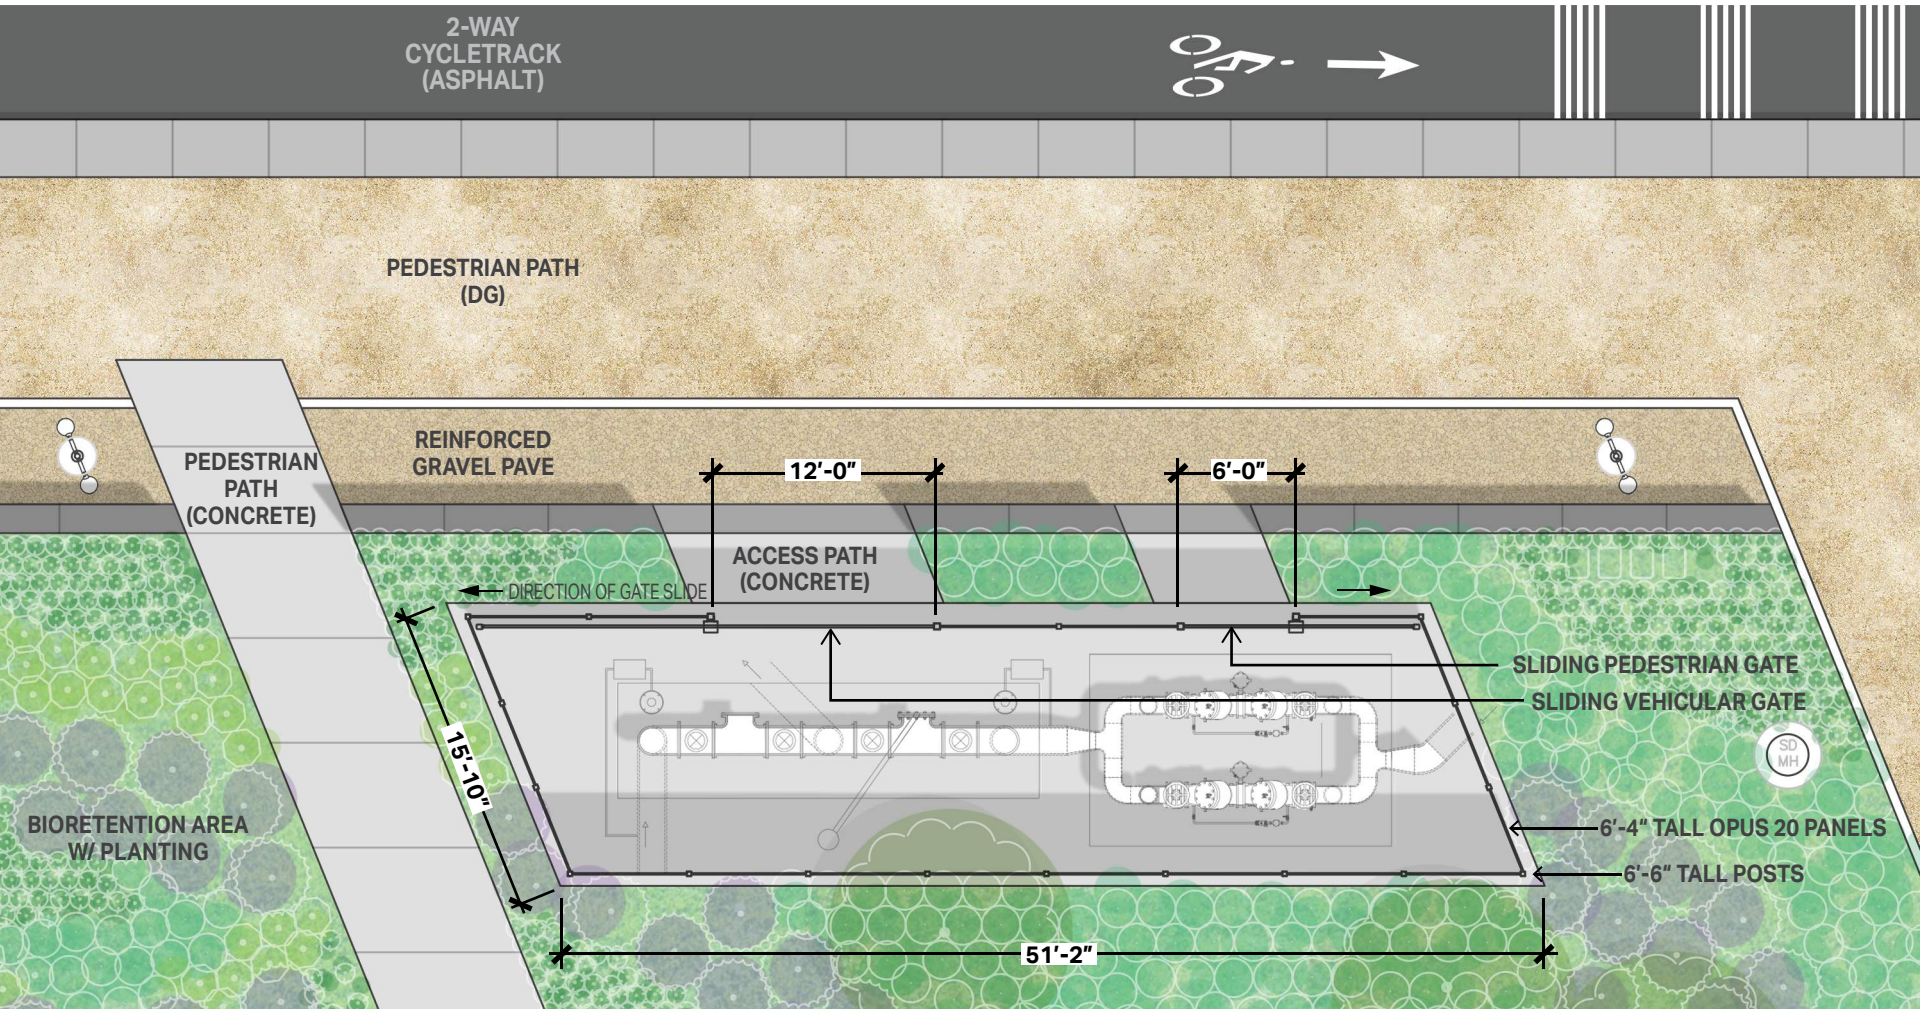 2-WAY
CYCLETRACK
(ASPHALT)
PEDESTRIAN PATH
(DG)
REINFORCED
GRAVEL PAVE
PEDESTRIAN
PATH
(CONCRETE)
12'-0"
6'-0"
ACCESS PATH
(CONCRETE)
DIRECTION OF GATE SLIDE
SLIDING PEDESTRIAN GATE
SLIDING VEHICULAR GATE
15'-10"
SD
MH
BIORETENTION AREA
W/ PLANTING
6'-4" TALL OPUS 20 PANELS
6'-6" TALL POSTS
51'-2"